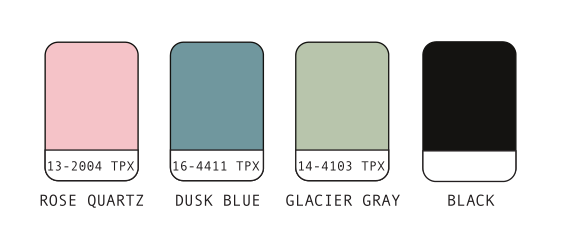 13-2004 TPX
16-4411 TPX
14-4103 TPX
ROSE QUARTZ
DUSK BLUE
GLACIER GRAY
BLACK